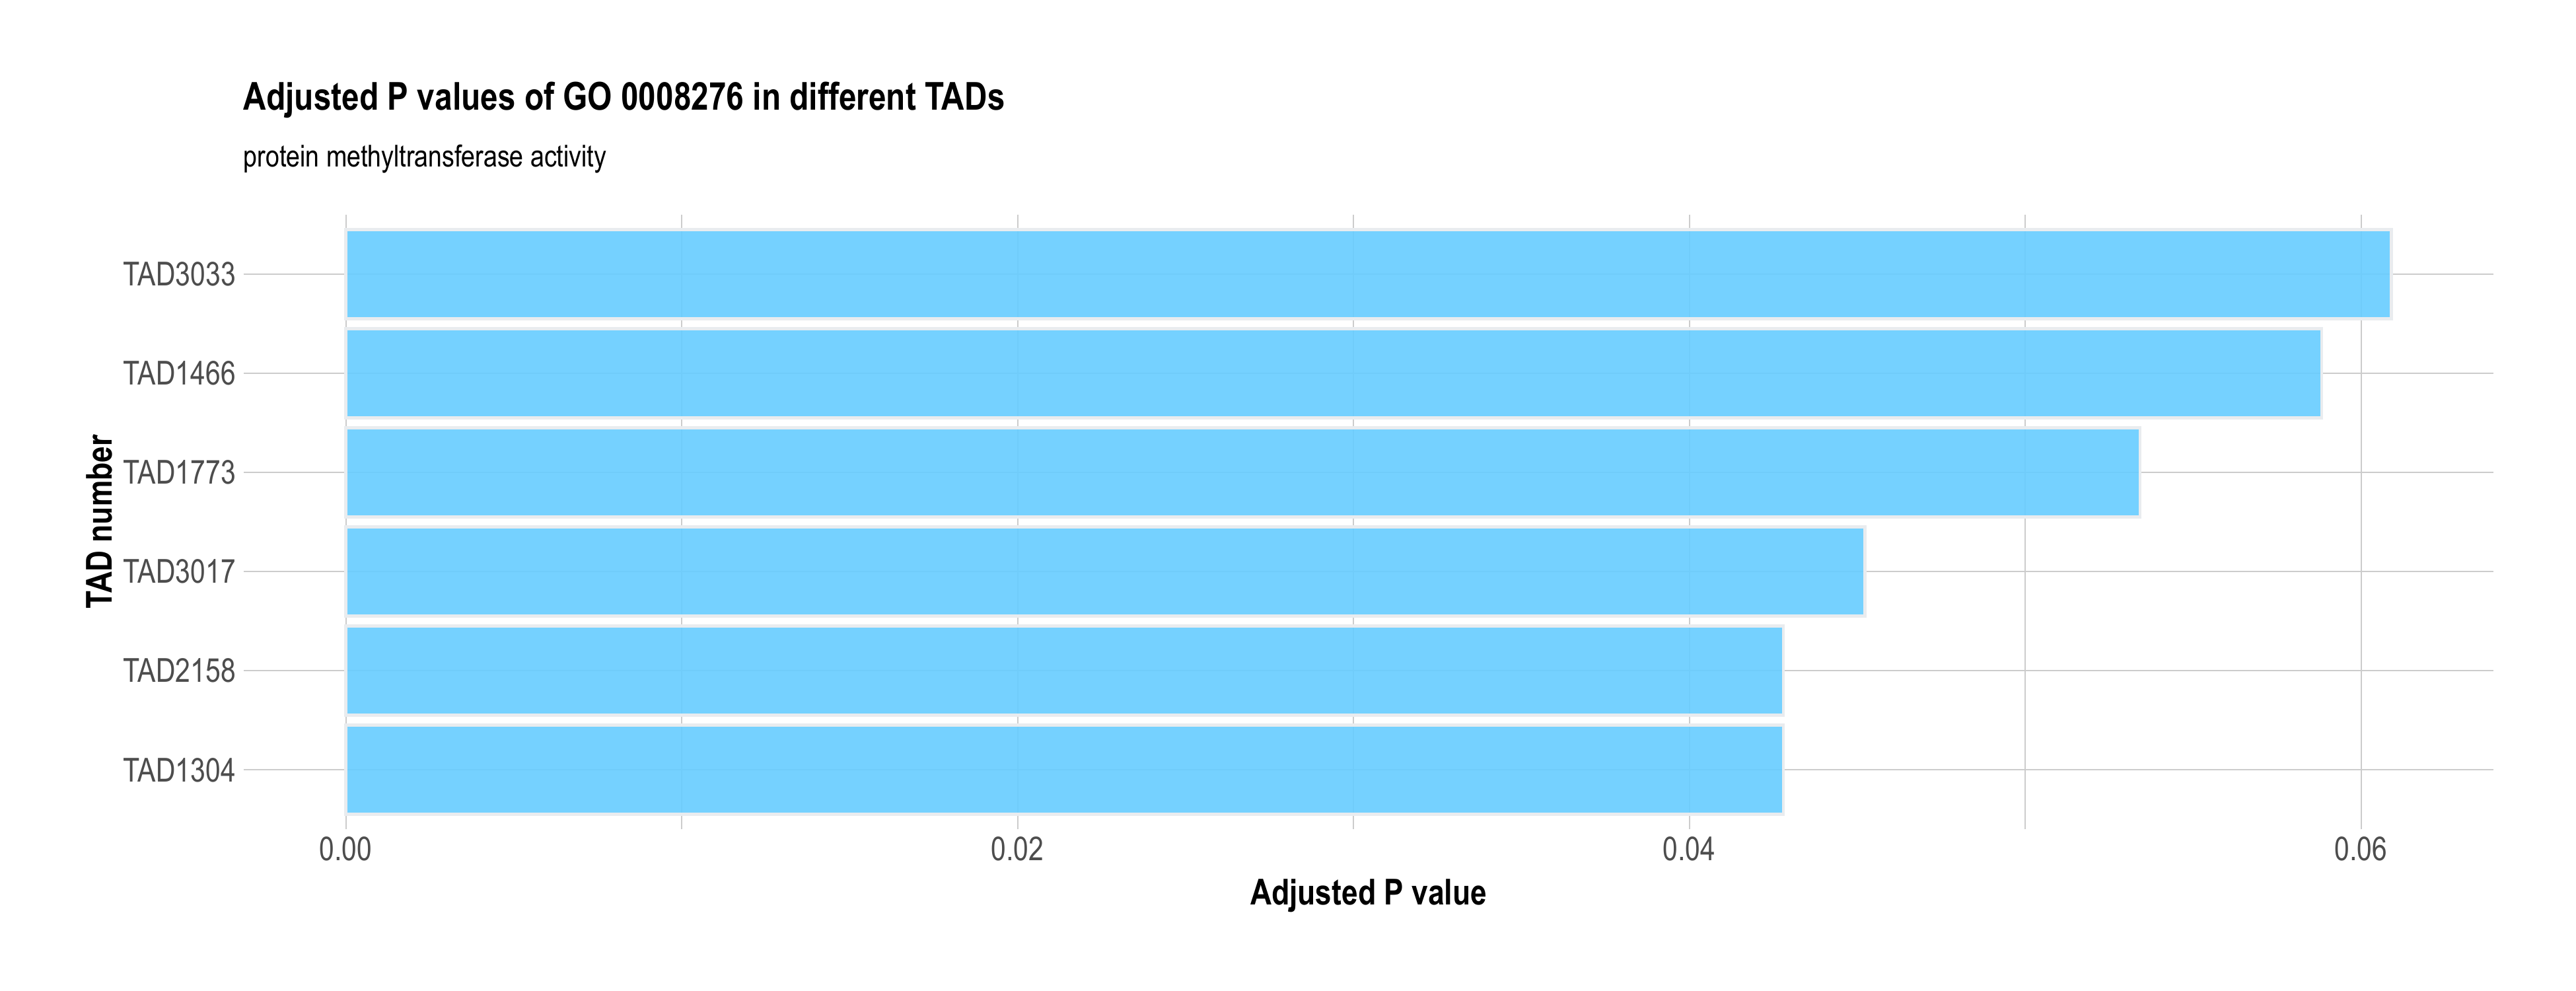 Adjusted P values of GO 0008276 in different TADs
protein methyltransferase activity
TAD number
TAD3033
TAD1466
TAD1773
TAD3017
TAD2158
TAD1304
0.00 0.02 0.04 0.06
Adjusted P value